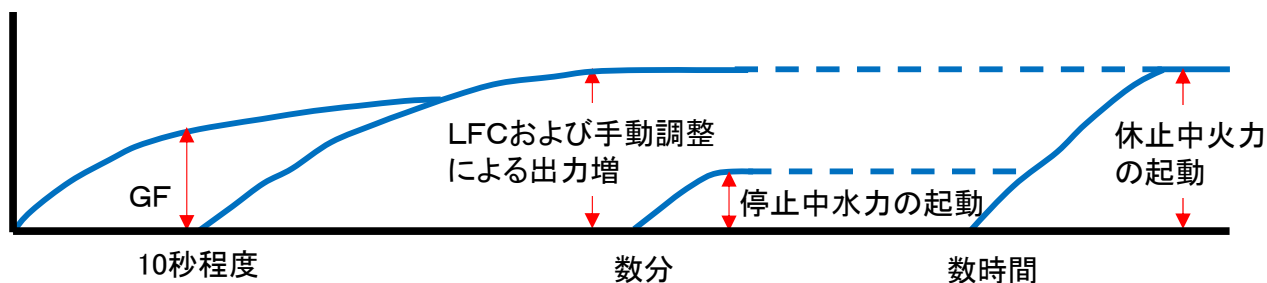 LFCおよび手動調整
による出力増
休止中火力
の起動
GF
停止中水力の起動
10秒程度
数分
数時間